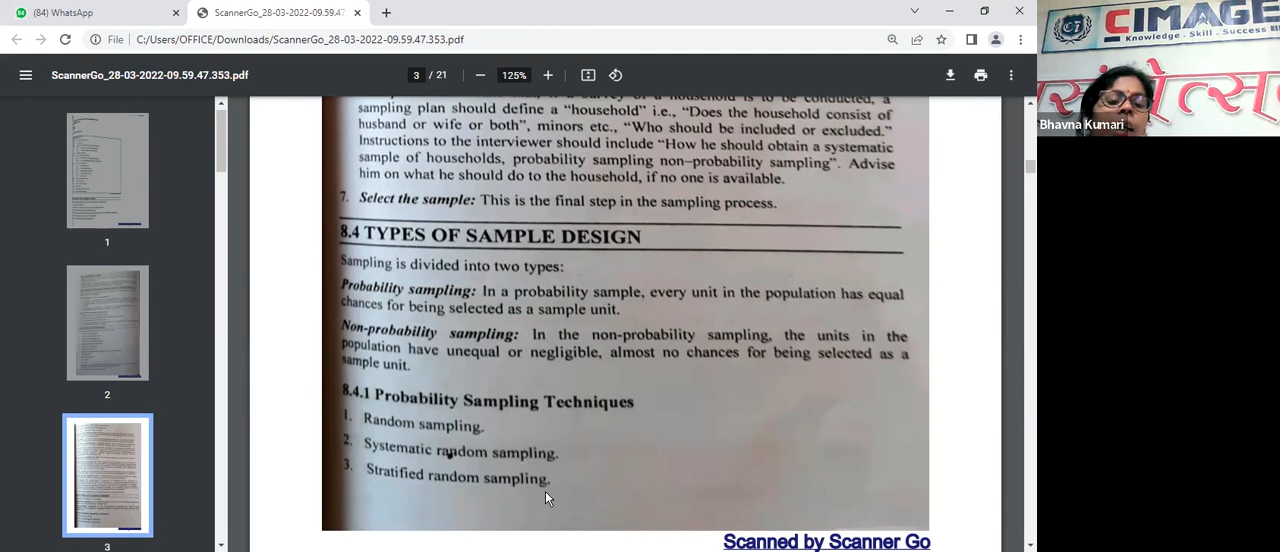 (84) WhatsApp
ScannerGo_28-03-2022-09.59.47.353.pdf
File
C:/Users/OFFICE/Downloads/ScannerGo_28-03-2022-09.59.47.353.pdf
ScannerGo_28-03-2022-09.59.47.353.pdf
3 / 21
125%
1
2
3
household is to be conducted, a
sampling plan should define a “household” i.e., “Does the household consist of
husband or wife or both”, minors etc., “Who should be included or excluded.”
Instructions to the interviewer should include “How he should obtain a systematic
sample of households, probability sampling non–probability sampling”. Advise
him on what he should do to the household, if no one is available.
7. Select the sample: This is the final step in the sampling process.
8.4 TYPES OF SAMPLE DESIGN
Sampling is divided into two types:
Probability sampling: In a probability sample, every unit in the population has equal
chances for being selected as a sample unit.
Non-probability sampling: In the non-probability sampling, the units in the
population have unequal or negligible, almost no chances for being selected as a
sample unit.
8.4.1 Probability Sampling Techniques
1. Random sampling.
2. Systematic random sampling.
3. Stratified random sampling.
Scanned by Scanner Go
CIMAGE
Knowledge . Skill . Success
Bhavna Kumari